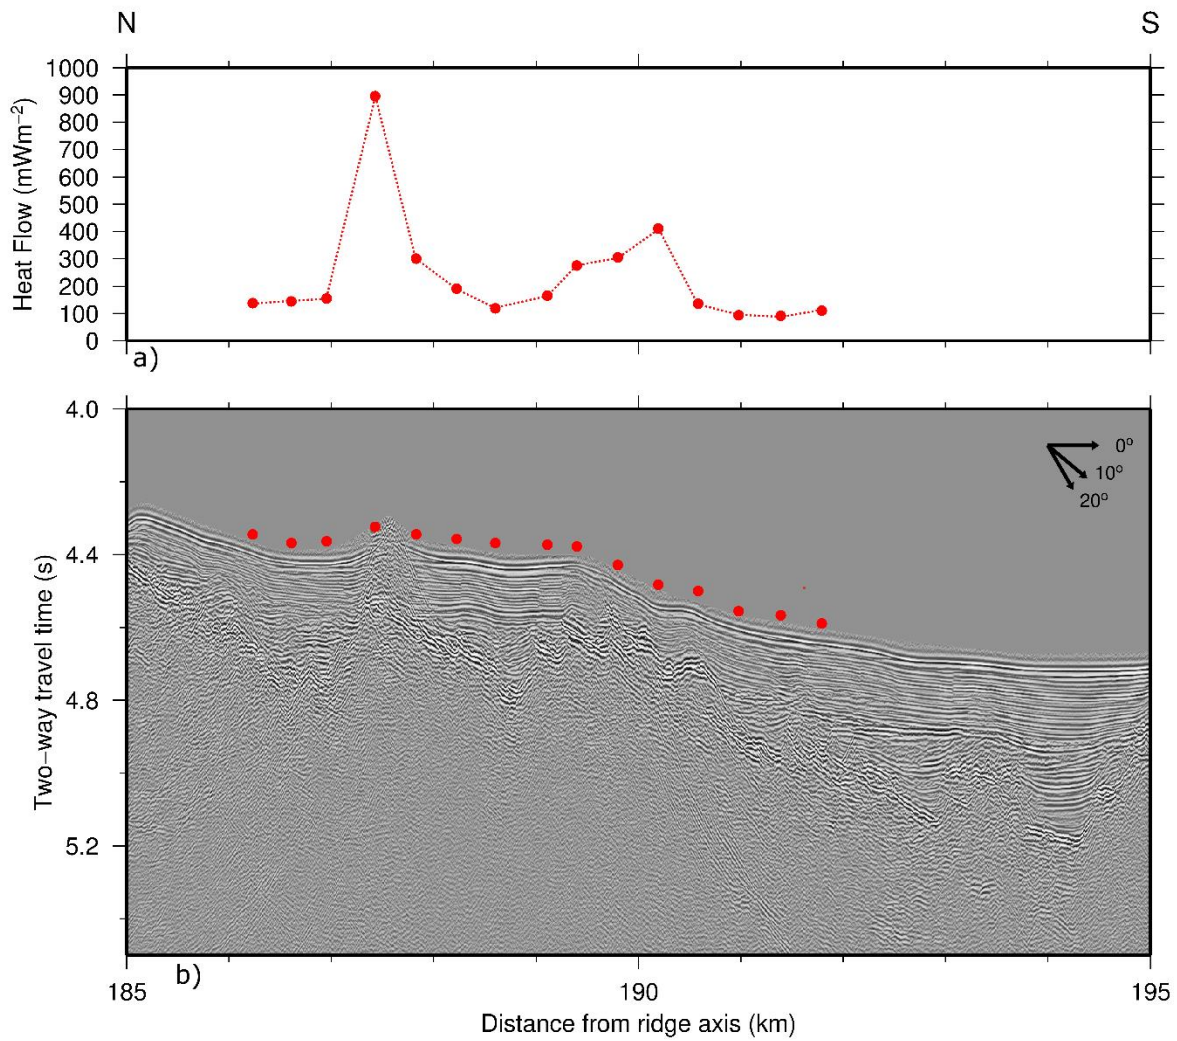 N S
1000
900
800
700
600
500
400
300
200
100
0
Heat Flow (mWm⁻²)
a)
4.0
4.4
4.8
5.2
Two−way travel time (s)
0°
10°
20°
b)
185 190 195
Distance from ridge axis (km)